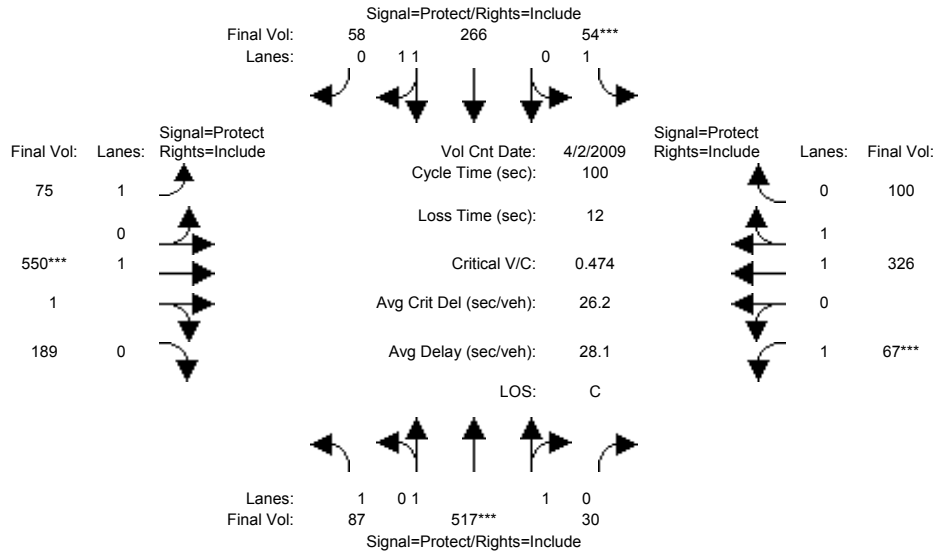 Signal=Protect/Rights=Include
Final Vol: 58 266 54***
Lanes: 0 1 1 0 1
Signal=Protect Signal=Protect
Final Vol: Lanes: Rights=Include Vol Cnt Date: 4/2/2009 Rights=Include Lanes: Final Vol:
Cycle Time (sec): 100
75 1 0 100
Loss Time (sec): 12
0 1
550*** 1 Critical V/C: 0.474 1 326
1 Avg Crit Del (sec/veh): 26.2 0
189 0 Avg Delay (sec/veh): 28.1 1 67***
LOS: C
Lanes: 1 0 1 1 0
Final Vol: 87 517*** 30
Signal=Protect/Rights=Include